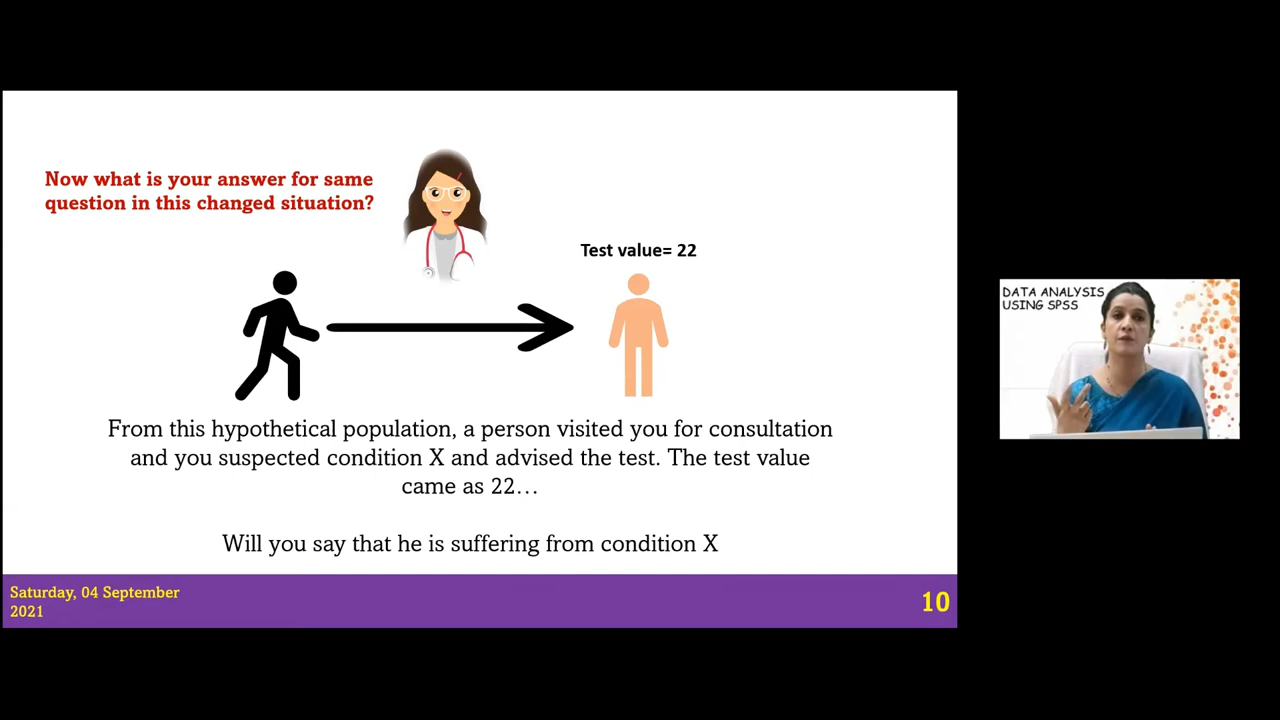 Now what is your answer for same
question in this changed situation?
Test value= 22
From this hypothetical population, a person visited you for consultation
and you suspected condition X and advised the test. The test value
came as 22…
Will you say that he is suffering from condition X
Saturday, 04 September
2021
10
DATA ANALYSIS
USING SPSS